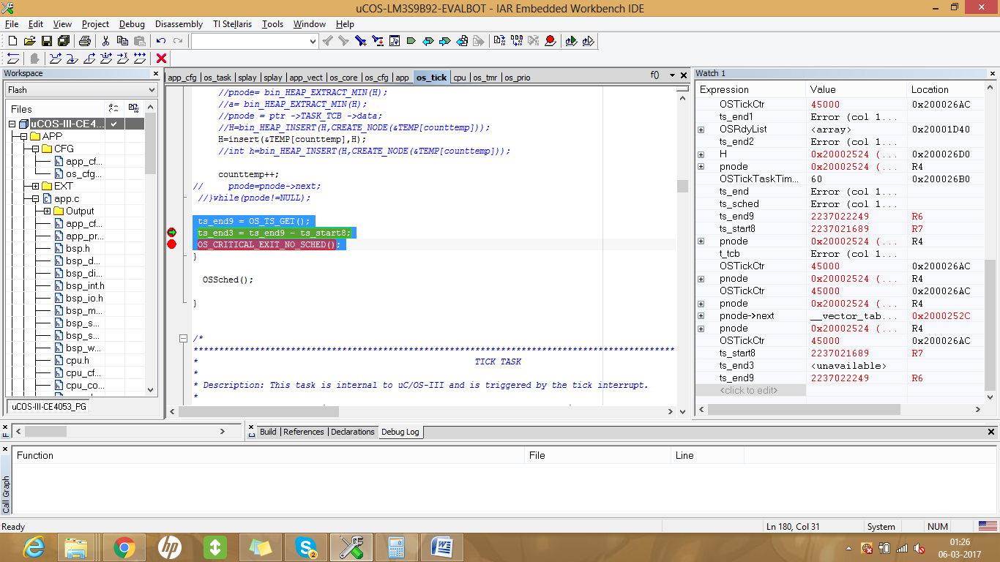 uCOS-LM3S9B92-EVALBOT - IAR Embedded Workbench IDE
File Edit View Project Debug Disassembly TI Stellaris Tools Window Help
Workspace
Flash
Files
uCOS-III-CE4...
APP
CFG
app_cf...
os_cfg...
EXT
app.c
Output
app_cf...
app_pr...
bsp.h
bsp_d...
bsp_di...
bsp_int.h
bsp_io.h
bsp_m...
bsp_s...
bsp_s...
bsp_w...
cpu.h
cpu_cf...
cpu_co...
uCOS-III-CE4053_PG
app_cfg os_task splay splay app_vect os_core os_cfg app os_tick cpu os_tmr os_prio f()
//pnode= bin_HEAP_EXTRACT_MIN(H);
//a= bin_HEAP_EXTRACT_MIN(H);
//pnode = ptr ->TASK_TCB ->data;
//H=bin_HEAP_INSERT(H,CREATE_NODE(&TEMP[counttemp]));
H=insert(&TEMP[counttemp],H);
//int h=bin_HEAP_INSERT(H,CREATE_NODE(&TEMP[counttemp]));
counttemp++;
// pnode=pnode->next;
//}while(pnode!=NULL);
ts_end9 = OS_TS_GET();
ts_end3 = ts_end9 - ts_start8;
OS_CRITICAL_EXIT_NO_SCHED();
}
OSSched();
}
/*
* TICK TASK
*
* Description: This task is internal to uC/OS-III and is triggered by the tick interrupt.
*
Watch 1
Expression Value Location
OSTickCtr 45000 0x200026AC
ts_end1 Error (col 1...
OSRdyList <array> 0x20001D40
ts_end2 Error (col 1...
H 0x20002524 (... 0x200026D0
pnode 0x20002524 (... R4
OSTickTaskTim... 60 0x200026B0
ts_end Error (col 1...
ts_sched Error (col 1...
ts_end9 2237022249 R6
ts_start8 2237021689 R7
pnode 0x20002524 (... R4
t_tcb Error (col 1...
OSTickCtr 45000 0x200026AC
pnode 0x20002524 (... R4
OSTickCtr 45000 0x200026AC
pnode 0x20002524 (... R4
pnode->next __vector_tab... 0x2000252C
pnode 0x20002524 (... R4
OSTickCtr 45000 0x200026AC
ts_start8 2237021689 R7
ts_end3 <unavailable>
ts_end9 2237022249 R6
<click to edit>
Build References Declarations Debug Log
Function File Line
Call Graph
Ready Ln 180, Col 31 System NUM
01:26
06-03-2017